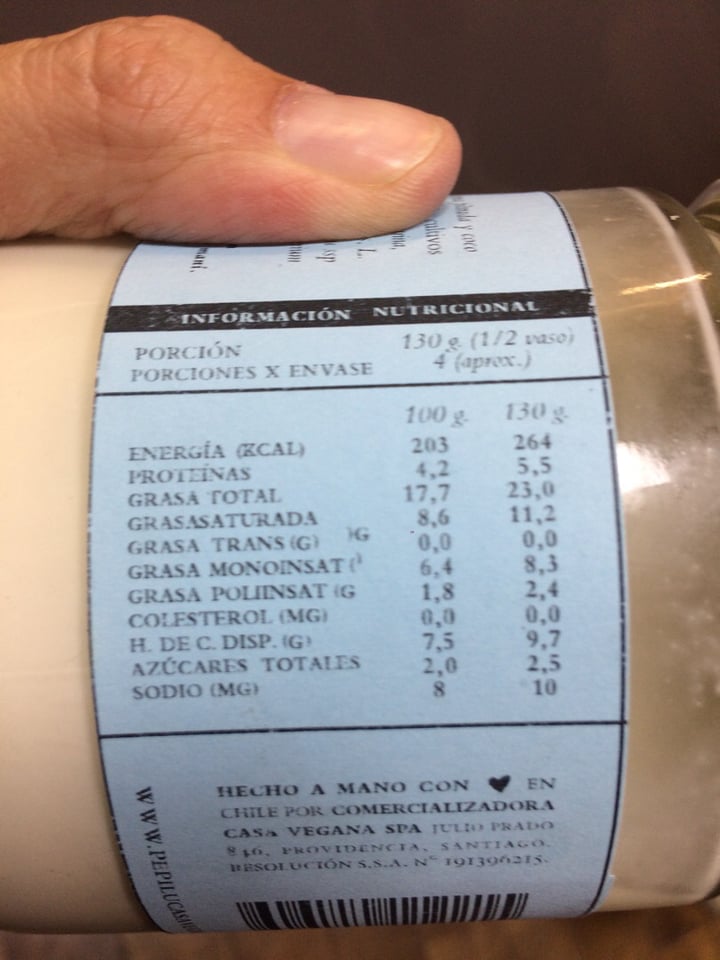 y coco
INFORMACIÓN NUTRICIONAL
PORCIÓN 130 g. (1/2 vaso)
PORCIONES X ENVASE 4 (aprox.)
100 g. 130 g.
ENERGÍA (KCAL) 203 264
PROTEÍNAS 4,2 5,5
GRASA TOTAL 17,7 23,0
GRASASATURADA 8,6 11,2
GRASA TRANS (G) )G 0,0 0,0
GRASA MONOINSAT ( 6,4 8,3
GRASA POLIINSAT (G 1,8 2,4
COLESTEROL (MG) 0,0 0,0
H. DE C. DISP. (G) 7,5 9,7
AZÚCARES TOTALES 2,0 2,5
SODIO (MG) 8 10
HECHO A MANO CON ♥ EN
CHILE POR COMERCIALIZADORA
CASA VEGANA SPA JULIO PRADO
846, PROVIDENCIA, SANTIAGO.
RESOLUCIÓN S.S.A. N° 191396215.